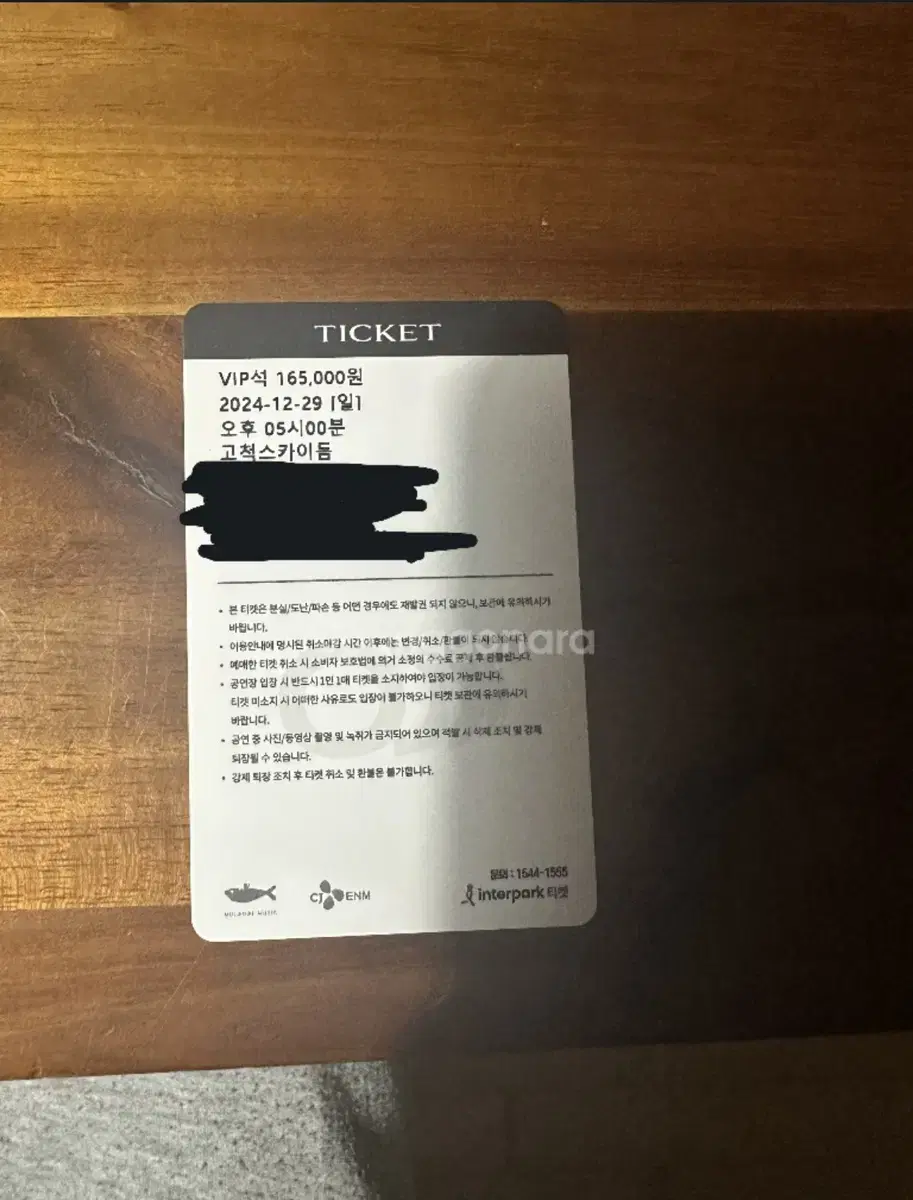 TICKET
VIP석 165,000원
2024-12-29 [일]
오후 05시00분
고척스카이돔
• 본 티켓은 분실/도난/파손 등 어떤 경우에도 재발권 되지 않으니, 보관에 유의하시기
바랍니다.
• 이용안내에 명시된 취소마감 시간 이후에는 변경/취소/환불이 되지 않습니다.
• 예매한 티켓 취소 시 소비자 보호법에 의거 소정의 수수료 공제 후 환불됩니다.
• 공연장 입장 시 반드시 1인 1매 티켓을 소지하여야 입장이 가능합니다.
티켓 미소지 시 어떠한 사유로도 입장이 불가하오니 티켓 보관에 유의하시기
바랍니다.
• 공연 중 사진/동영상 촬영 및 녹취가 금지되어 있으며 적발 시 삭제 조치 및 강제
퇴장될 수 있습니다.
• 강제 퇴장 조치 후 티켓 취소 및 환불은 불가합니다.
문의 : 1644-1555
CJ ENM
interpark 티켓